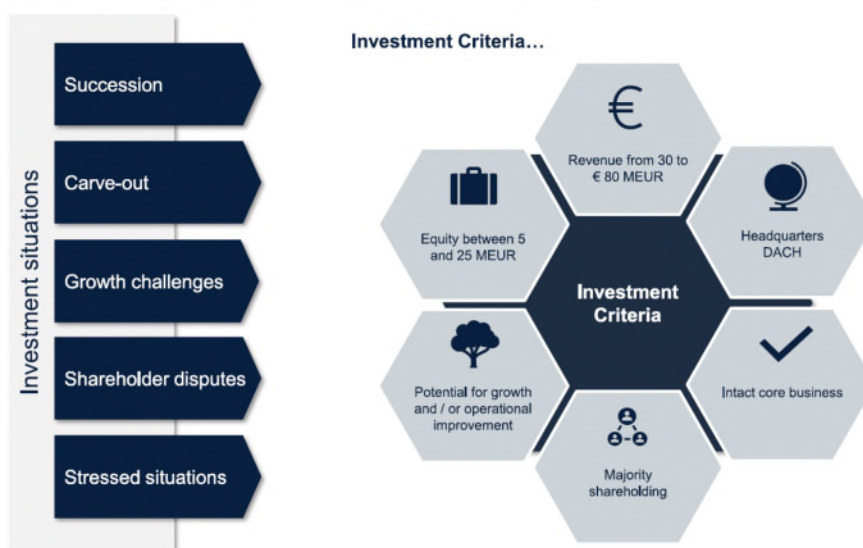 Investment situations
Succession
Carve-out
Growth challenges
Shareholder disputes
Stressed situations
Investment Criteria...
€
Revenue from 30 to
€ 80 MEUR
Equity between 5
and 25 MEUR
Headquarters
DACH
Investment
Criteria
Potential for growth
and / or operational
improvement
Intact core business
Majority
shareholding